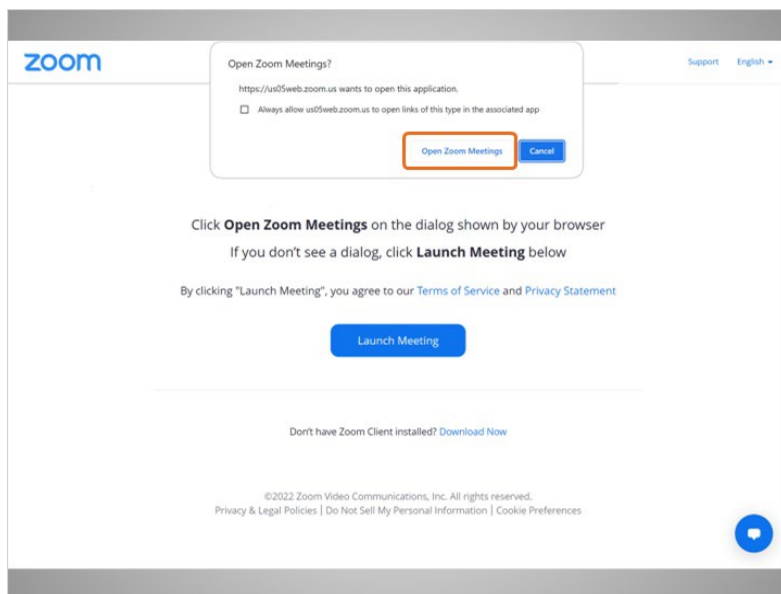 zoom
Open Zoom Meetings?
https://us05web.zoom.us wants to open this application.
Always allow us05web.zoom.us to open links of this type in the associated app
Open Zoom Meetings
Cancel
Support English
Click Open Zoom Meetings on the dialog shown by your browser
If you don't see a dialog, click Launch Meeting below
By clicking "Launch Meeting", you agree to our Terms of Service and Privacy Statement
Launch Meeting
Don't have Zoom Client installed? Download Now
©2022 Zoom Video Communications, Inc. All rights reserved.
Privacy & Legal Policies | Do Not Sell My Personal Information | Cookie Preferences